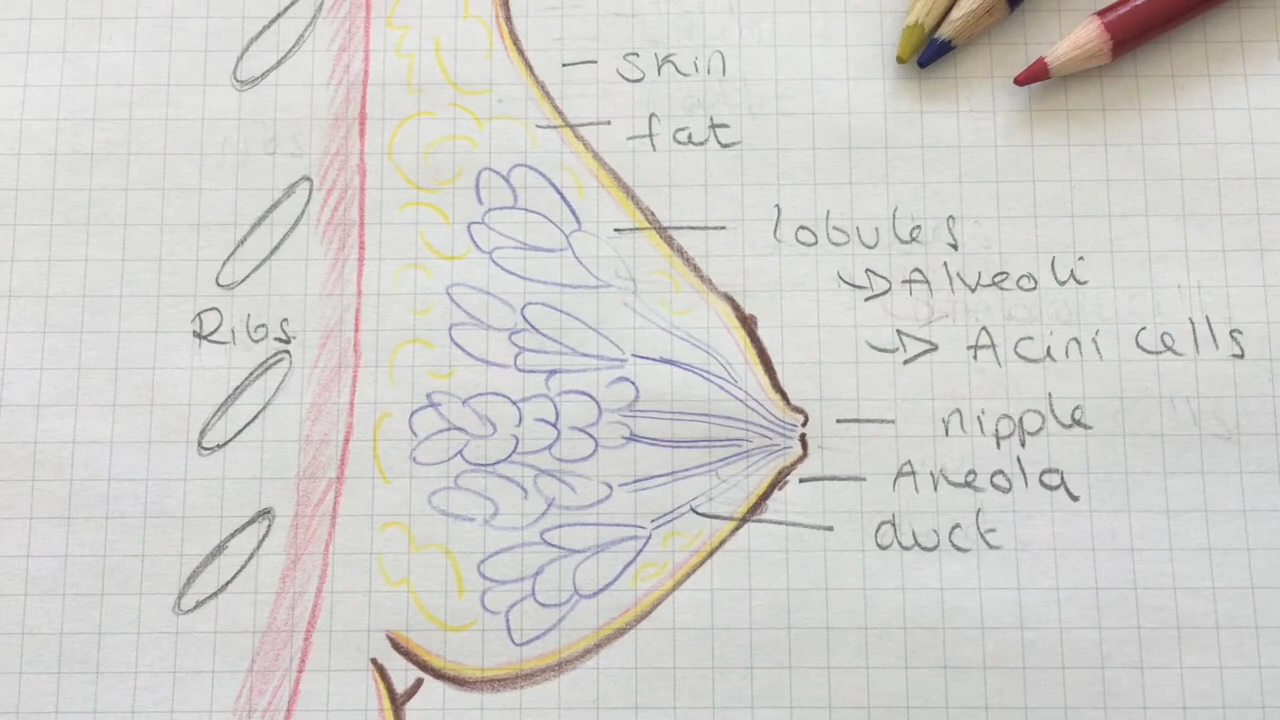 skin
fat
lobules
→ Alveoli
→ Acini cells
Ribs
nipple
Areola
duct